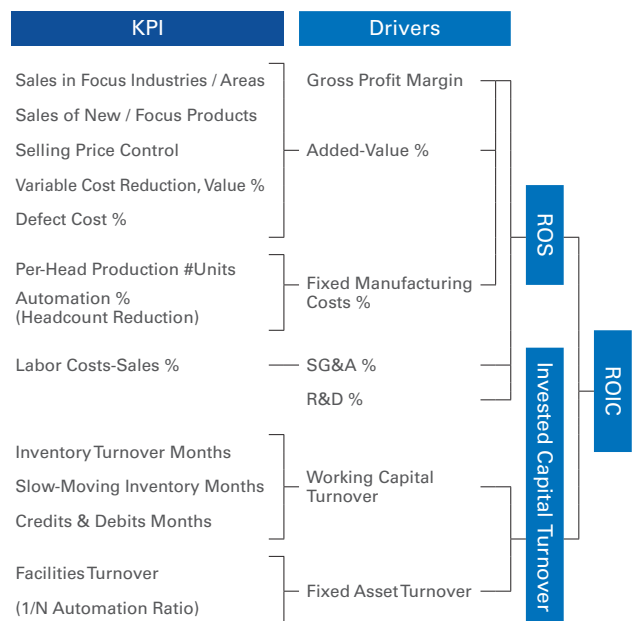 KPI
Drivers
Sales in Focus Industries / Areas
Sales of New / Focus Products
Selling Price Control
Variable Cost Reduction, Value %
Defect Cost %
Per-Head Production #Units
Automation %
(Headcount Reduction)
Labor Costs-Sales %
Inventory Turnover Months
Slow-Moving Inventory Months
Credits & Debits Months
Facilities Turnover
(1/N Automation Ratio)
Gross Profit Margin
Added-Value %
Fixed Manufacturing
Costs %
SG&A %
R&D %
Working Capital
Turnover
Fixed Asset Turnover
ROS
Invested Capital Turnover
ROIC